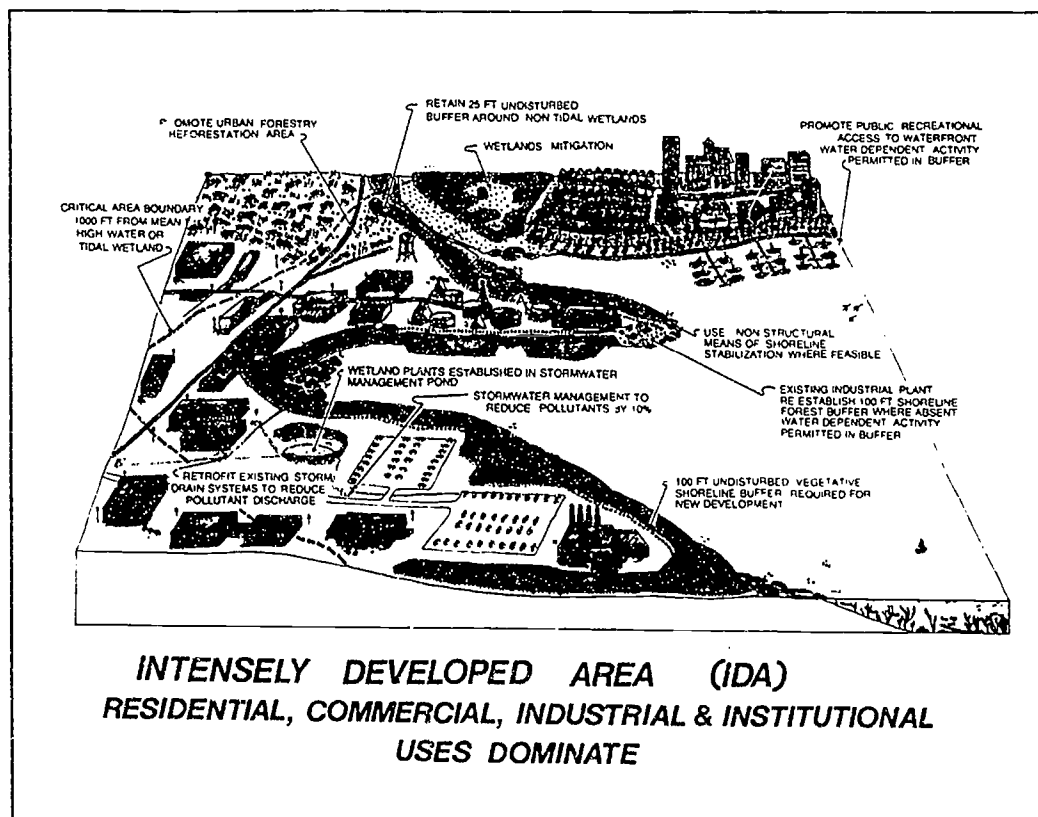 RETAIN 25 FT UNDISTURBED
BUFFER AROUND NON TIDAL WETLANDS
OMOTE URBAN FORESTRY
REFORESTATION AREA
WETLANDS MITIGATION
PROMOTE PUBLIC RECREATIONAL
ACCESS TO WATERFRONT
WATER DEPENDENT ACTIVITY
PERMITTED IN BUFFER
CRITICAL AREA BOUNDARY
1000 FT FROM MEAN
HIGH WATER OR
TIDAL WETLAND
USE NON STRUCTURAL
MEANS OF SHORELINE
STABILIZATION WHERE FEASIBLE
WETLAND PLANTS ESTABLISHED IN STORMWATER
MANAGEMENT POND
STORMWATER MANAGEMENT TO
REDUCE POLLUTANTS BY 10%
EXISTING INDUSTRIAL PLANT
RE ESTABLISH 100 FT SHORELINE
FOREST BUFFER WHERE ABSENT
WATER DEPENDENT ACTIVITY
PERMITTED IN BUFFER
RETROFIT EXISTING STORM
DRAIN SYSTEMS TO REDUCE
POLLUTANT DISCHARGE
100 FT UNDISTURBED VEGETATIVE
SHORELINE BUFFER REQUIRED FOR
NEW DEVELOPMENT
INTENSELY DEVELOPED AREA (IDA)
RESIDENTIAL, COMMERCIAL, INDUSTRIAL & INSTITUTIONAL
USES DOMINATE